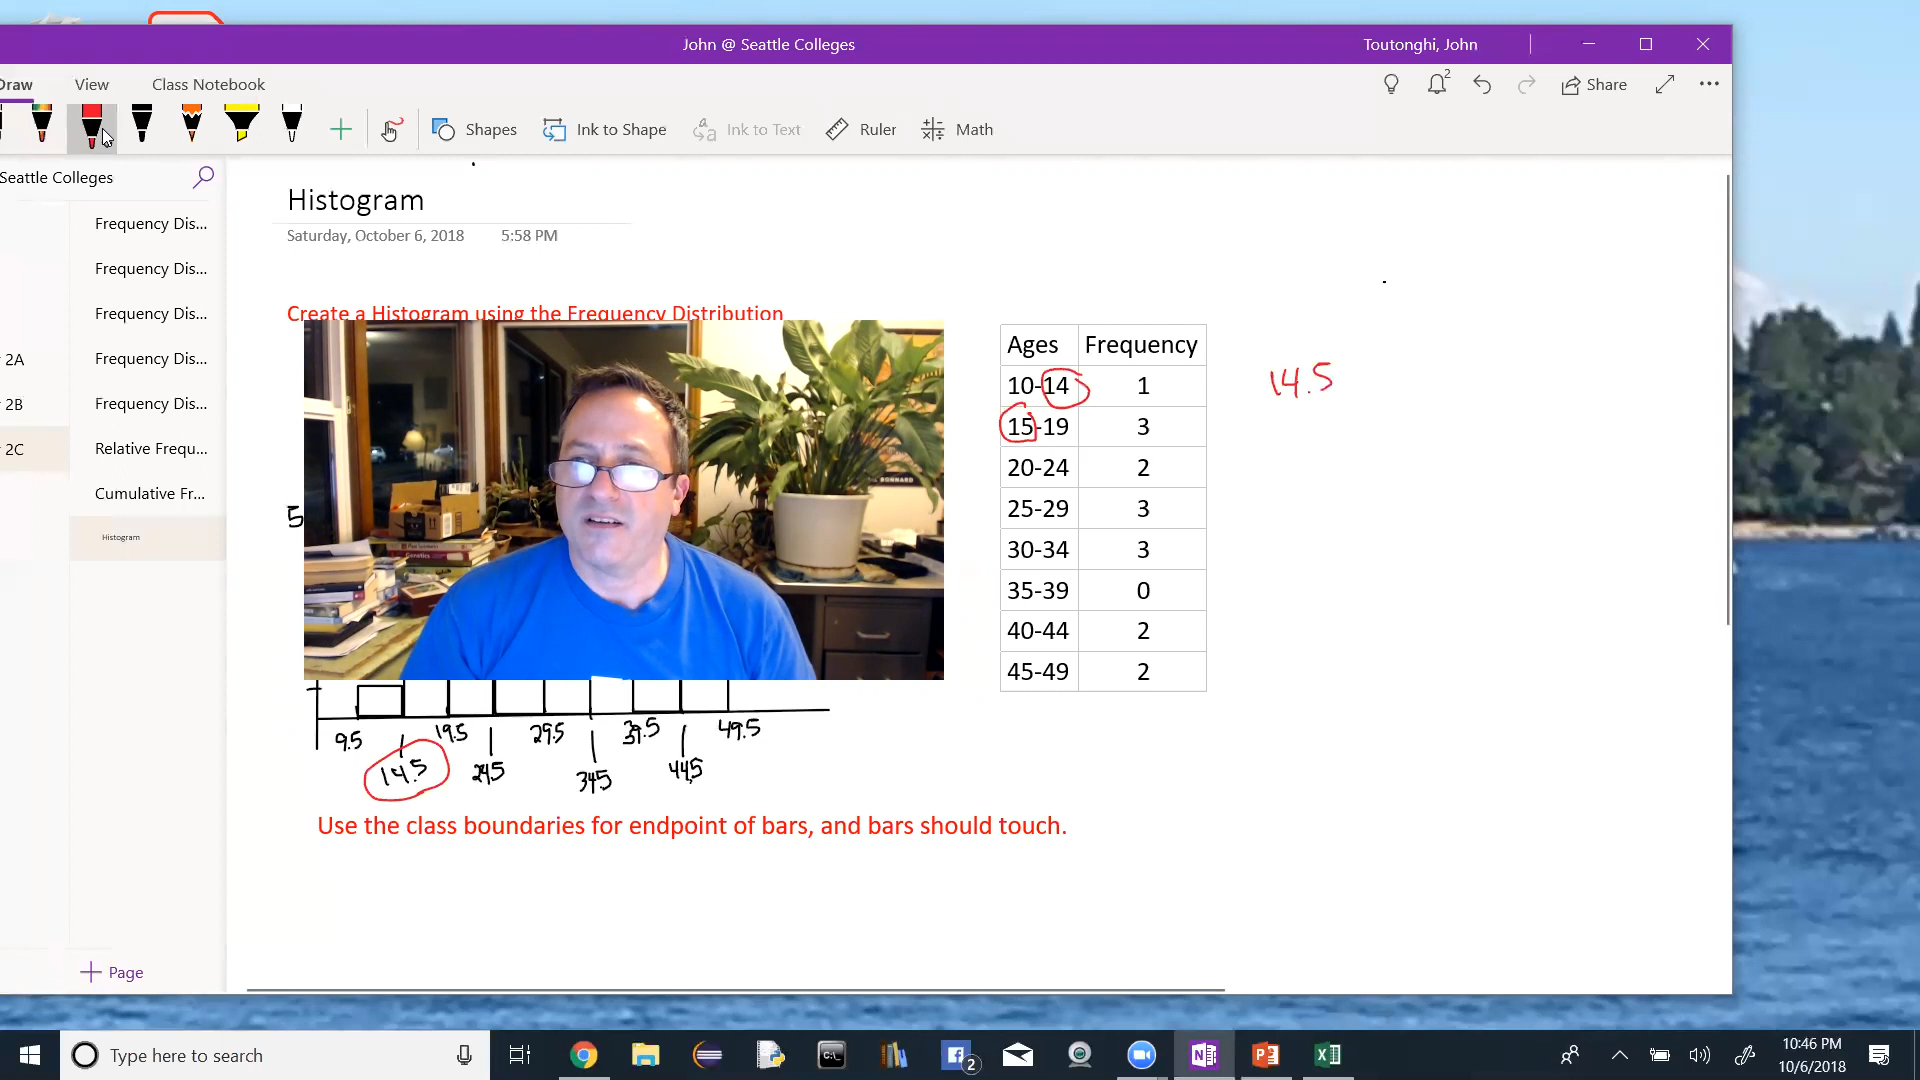 John @ Seattle Colleges
Toutonghi, John
Draw View Class Notebook
2
Share
Shapes
Ink to Shape
Ink to Text
Ruler
Math
Seattle Colleges
Frequency Dis...
Frequency Dis...
Frequency Dis...
2A Frequency Dis...
2B Frequency Dis...
2C Relative Frequ...
Cumulative Fr...
Histogram
Page
Histogram
Saturday, October 6, 2018 5:58 PM
Create a Histogram using the Frequency Distribution
5
BONNARD
Genetics
Ages Frequency
10-14 1
15-19 3
20-24 2
25-29 3
30-34 3
35-39 0
40-44 2
45-49 2
14.5
9.5 19.5 29.5 39.5 49.5
14.5 24.5 34.5 44.5
Use the class boundaries for endpoint of bars, and bars should touch.
Type here to search
2
10:46 PM
10/6/2018